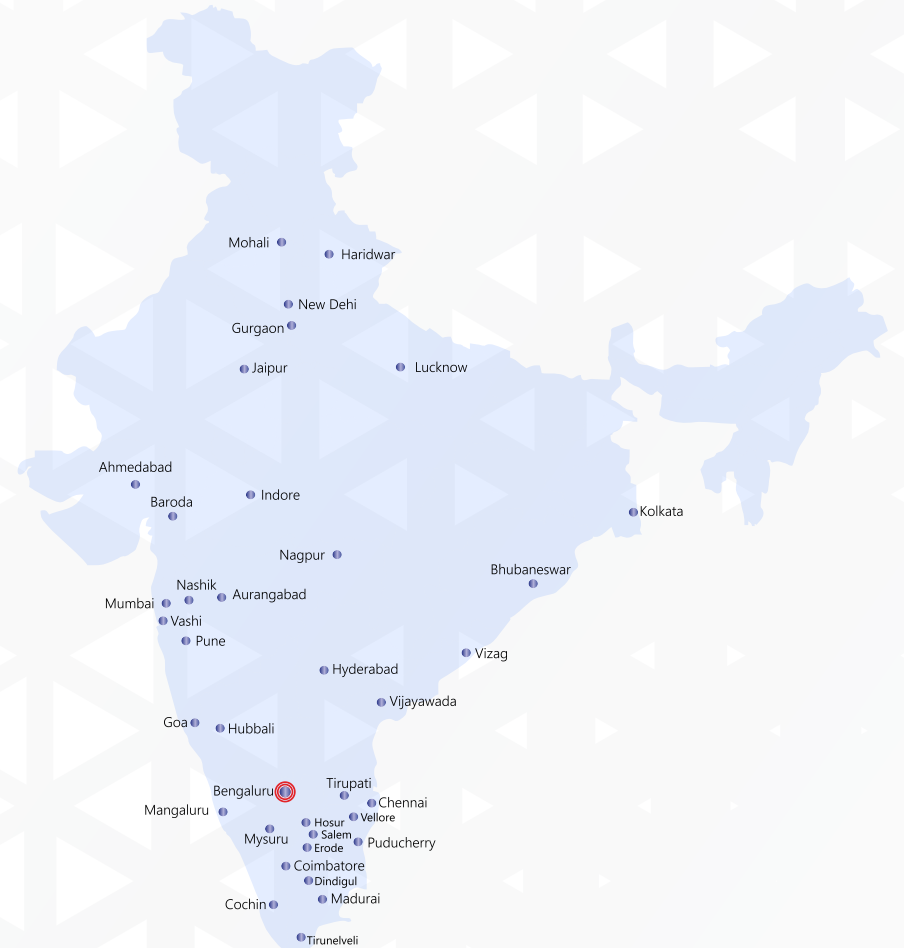 Mohali
Haridwar
New Dehi
Gurgaon
Jaipur
Lucknow
Ahmedabad
Indore
Baroda
Kolkata
Nagpur
Bhubaneswar
Nashik
Aurangabad
Mumbai
Vashi
Pune
Vizag
Hyderabad
Vijayawada
Goa
Hubbali
Tirupati
Bengaluru
Chennai
Mangaluru
Vellore
Hosur
Salem
Mysuru
Puducherry
Erode
Coimbatore
Dindigul
Madurai
Cochin
Tirunelveli